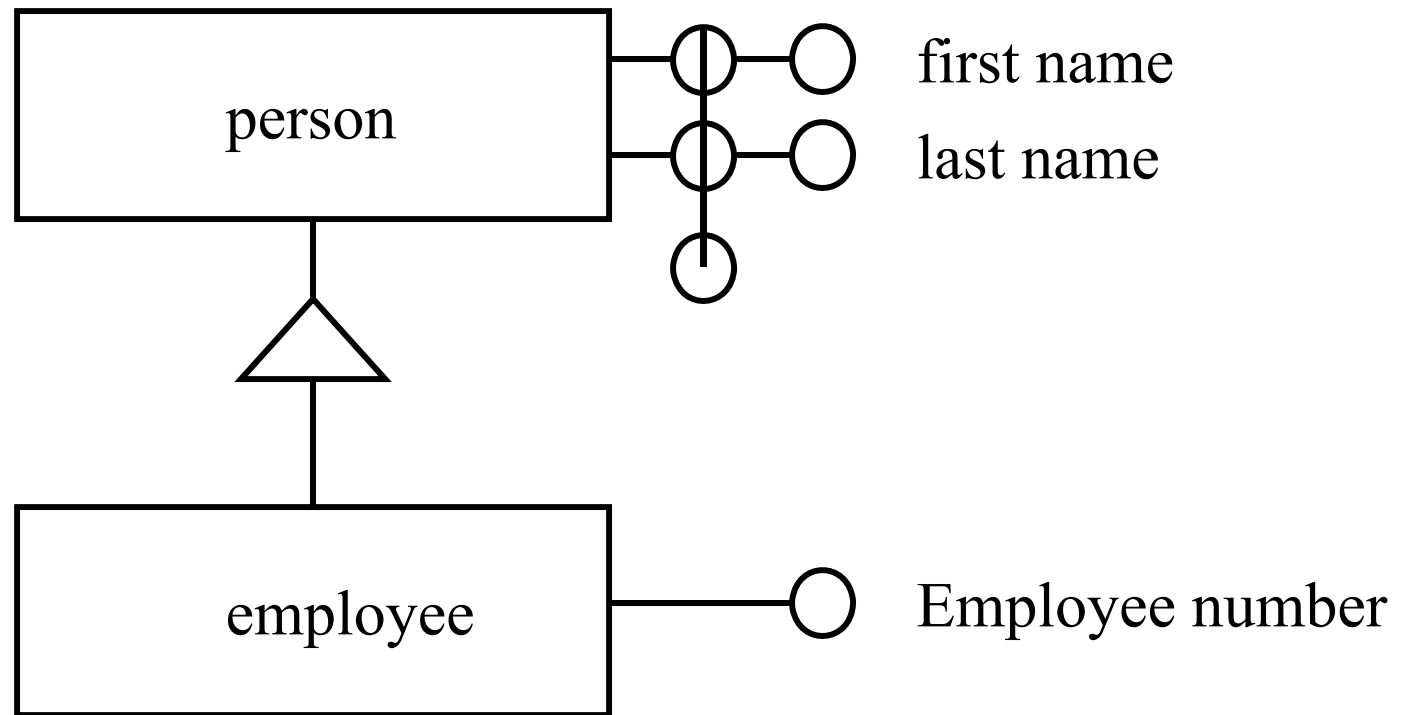 person
first name
last name
employee
Employee number